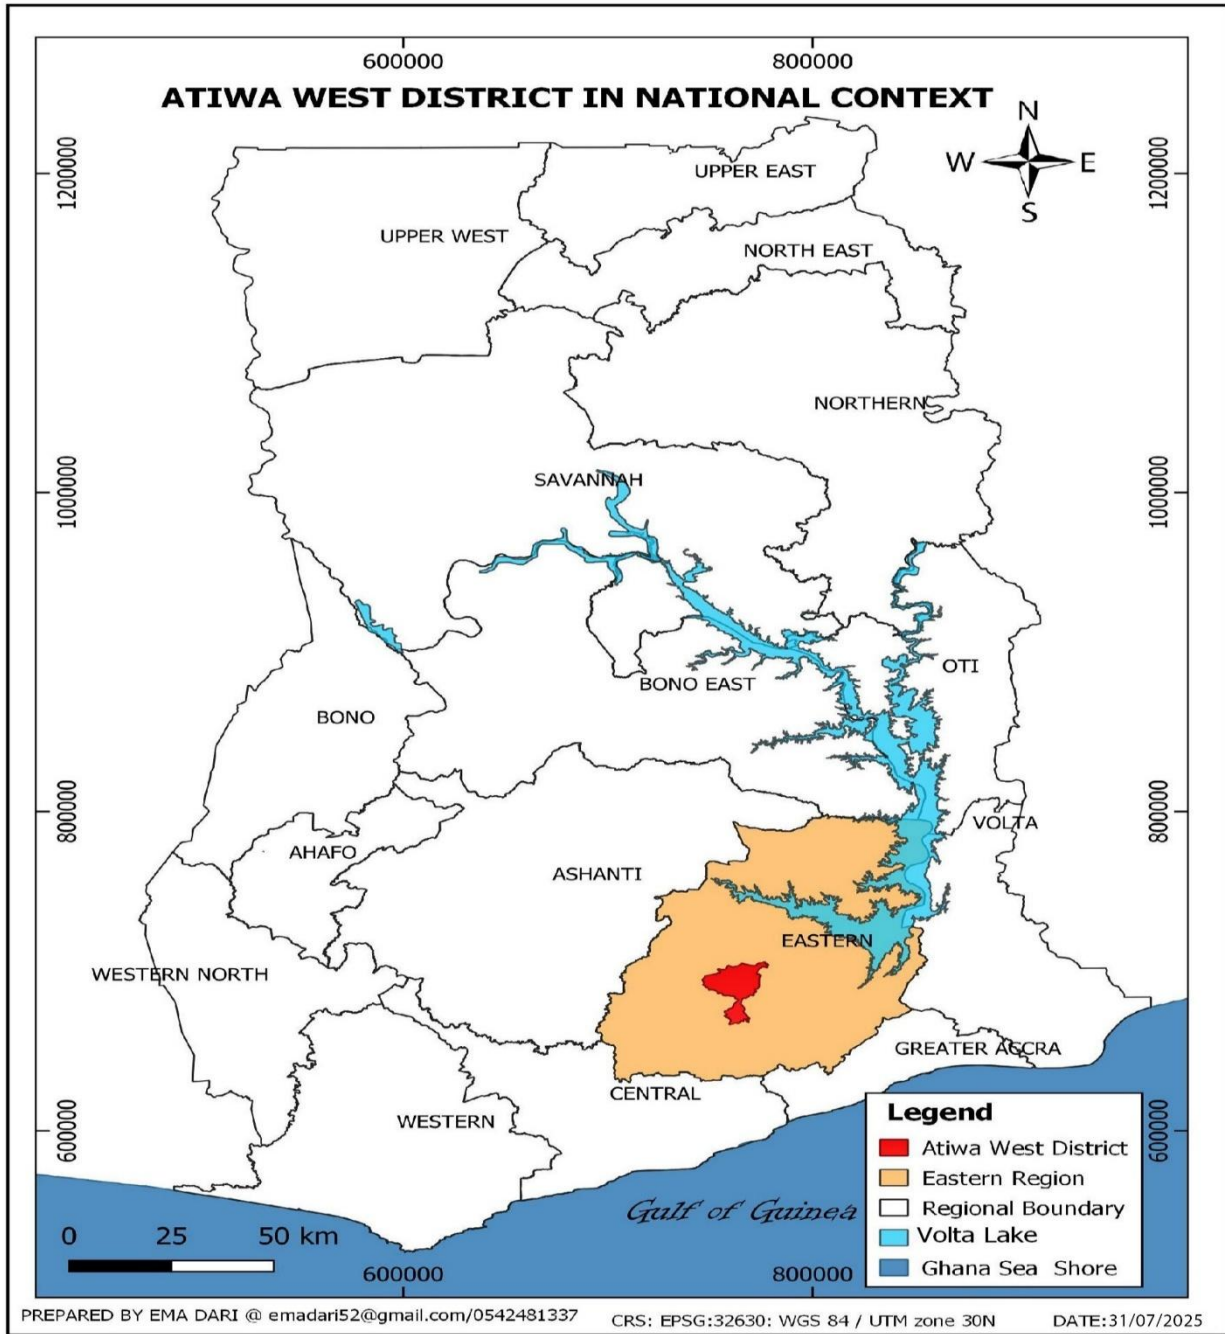 600000 800000
ATIWA WEST DISTRICT IN NATIONAL CONTEXT
N
W E
S
1200000 1200000
UPPER EAST
UPPER WEST
NORTH EAST
NORTHERN
1000000 1000000
SAVANNAH
OTI
BONO EAST
BONO
800000 800000
VOLTA
AHAFO
ASHANTI
EASTERN
WESTERN NORTH
GREATER ACCRA
CENTRAL
WESTERN
600000 600000
Legend
Atiwa West District
Eastern Region
Regional Boundary
Volta Lake
Ghana Sea Shore
Gulf of Guinea
0 25 50 km
600000 800000
PREPARED BY EMA DARI @ emadari52@gmail.com/0542481337 CRS: EPSG:32630: WGS 84 / UTM zone 30N DATE:31/07/2025